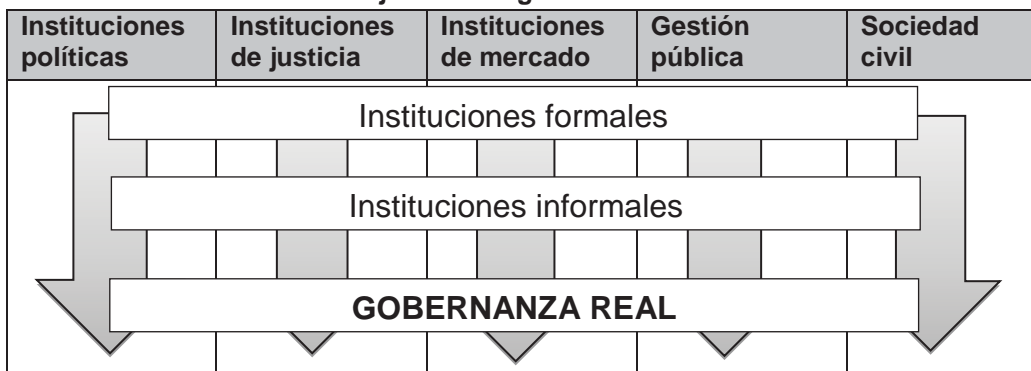 Instituciones políticas
Instituciones de justicia
Instituciones de mercado
Gestión pública
Sociedad civil
Instituciones formales
Instituciones informales
GOBERNANZA REAL